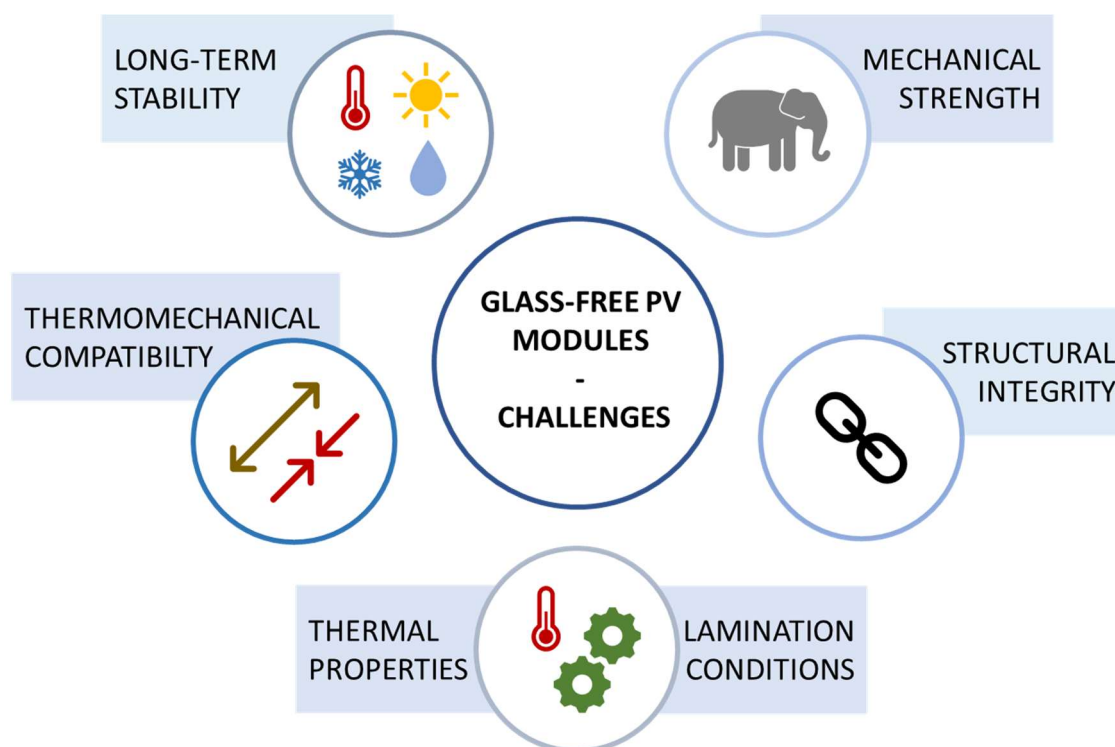 LONG-TERM
STABILITY
MECHANICAL
STRENGTH
GLASS-FREE PV
MODULES
-
CHALLENGES
THERMOMECHANICAL
COMPATIBILTY
STRUCTURAL
INTEGRITY
THERMAL
PROPERTIES
LAMINATION
CONDITIONS